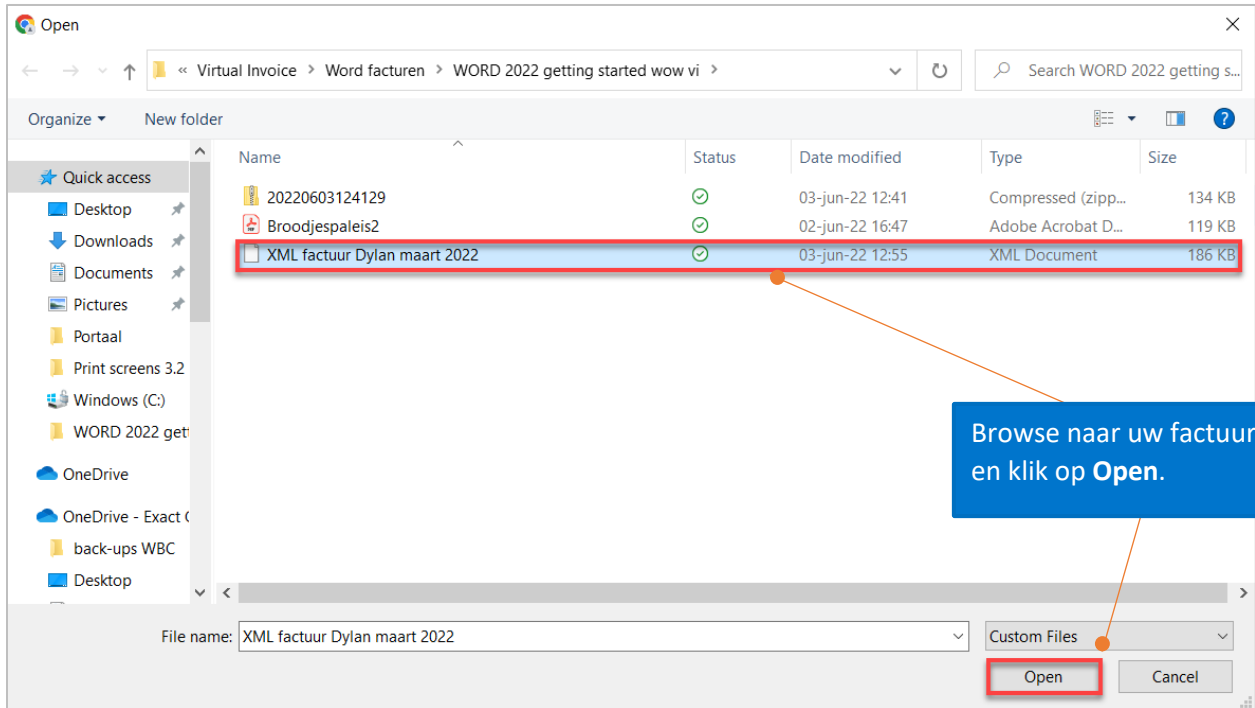 Open
« Virtual Invoice > Word facturen > WORD 2022 getting started wow vi >
Search WORD 2022 getting s...
Organize
New folder
Name Status Date modified Type Size
Quick access
Desktop
Downloads
Documents
Pictures
Portaal
Print screens 3.2
Windows (C:)
WORD 2022 gett
OneDrive
OneDrive - Exact
back-ups WBC
Desktop
20220603124129 03-jun-22 12:41 Compressed (zipp... 134 KB
Broodjespaleis2 02-jun-22 16:47 Adobe Acrobat D... 119 KB
XML factuur Dylan maart 2022 03-jun-22 12:55 XML Document 186 KB
Browse naar uw factuur
en klik op Open.
File name: XML factuur Dylan maart 2022
Custom Files
Open
Cancel